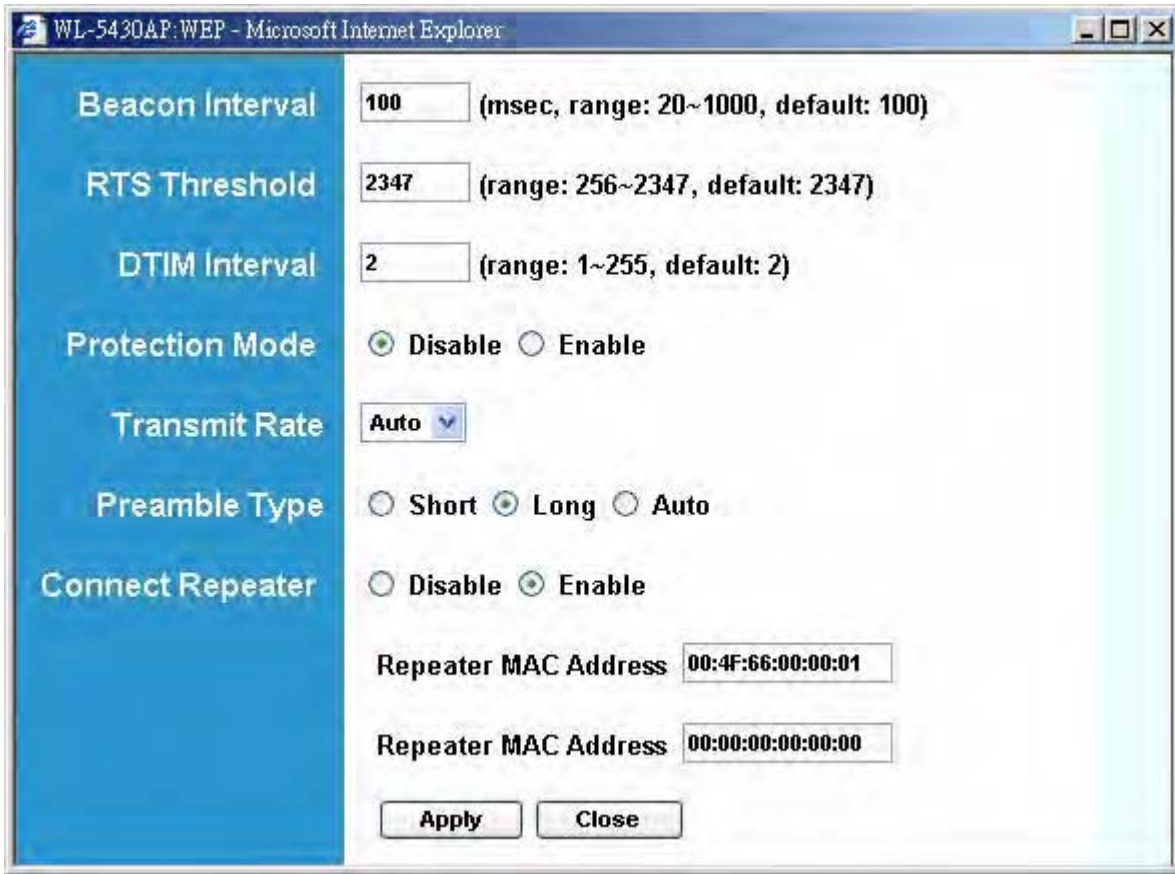 WL-5430AP:WEP - Microsoft Internet Explorer
Beacon Interval 100 (msec, range: 20~1000, default: 100)
RTS Threshold 2347 (range: 256~2347, default: 2347)
DTIM Interval 2 (range: 1~255, default: 2)
Protection Mode Disable Enable
Transmit Rate Auto
Preamble Type Short Long Auto
Connect Repeater Disable Enable
Repeater MAC Address 00:4F:66:00:00:01
Repeater MAC Address 00:00:00:00:00:00
Apply Close